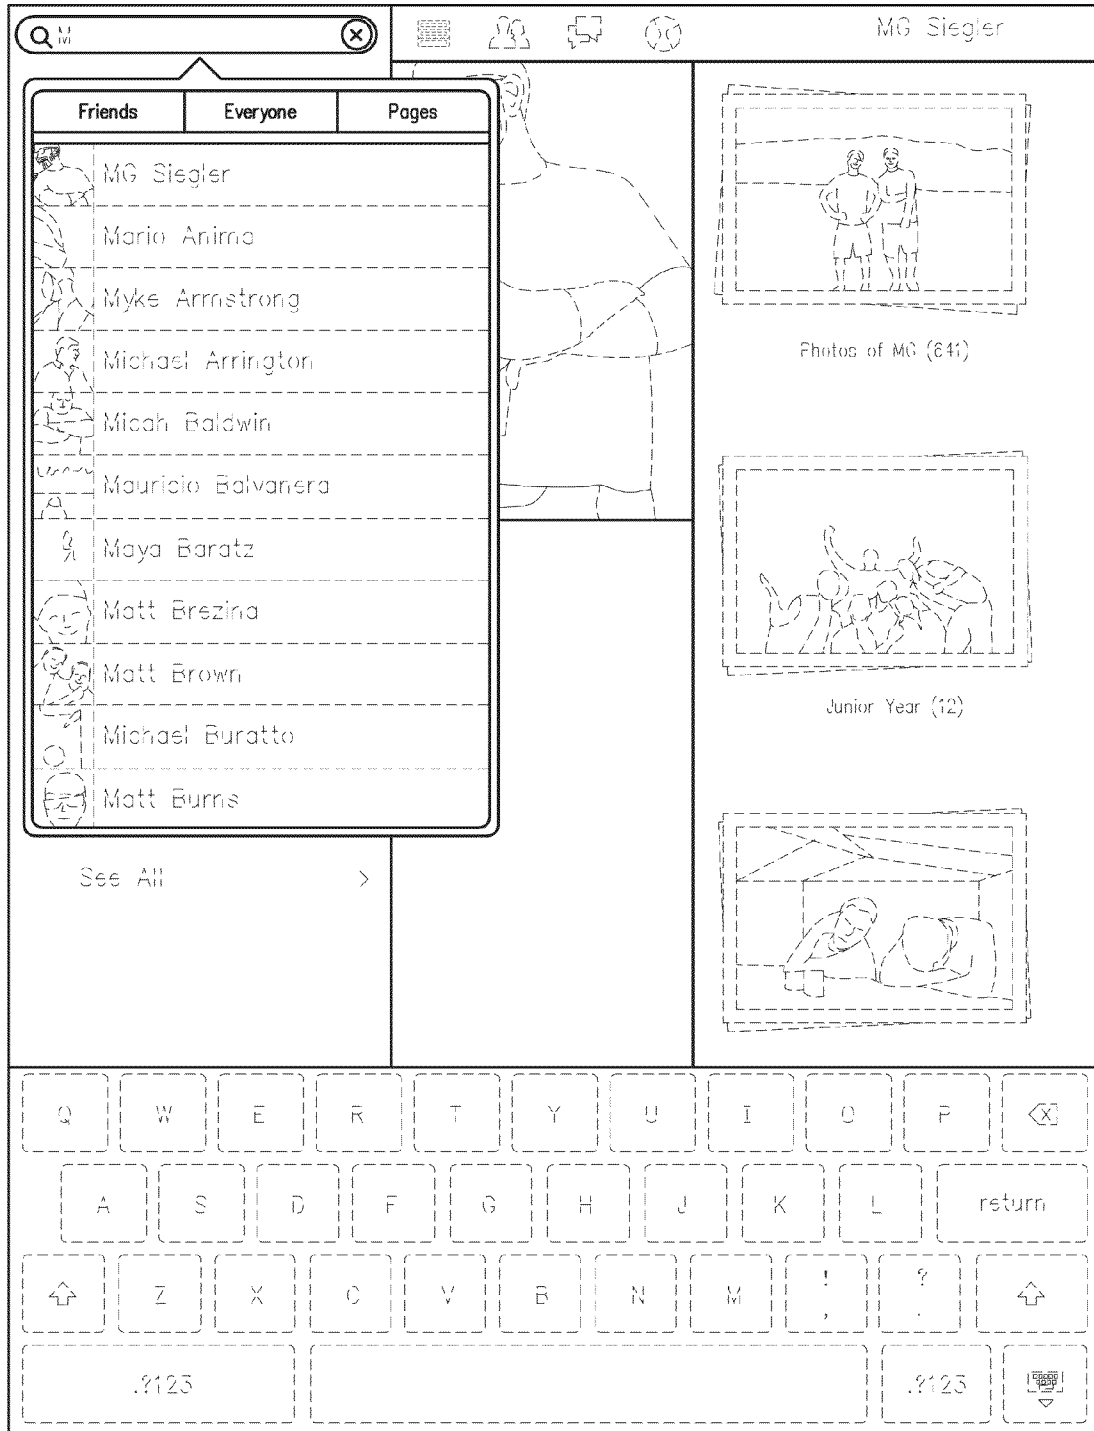 M
MG Siegler
Friends Everyone Pages
MG Siegler
Mario Anima
Myke Armstrong
Michael Arrington
Micah Baldwin
Mauricio Balvanera
Maya Baratz
Matt Brezina
Matt Brown
Michael Buratto
Matt Burns
See All >
Photos of MG (641)
Junior Year (12)
Q W E R T Y U I O P
A S D F G H J K L return
Z X C V B N M ! , ? .
.?123 .?123